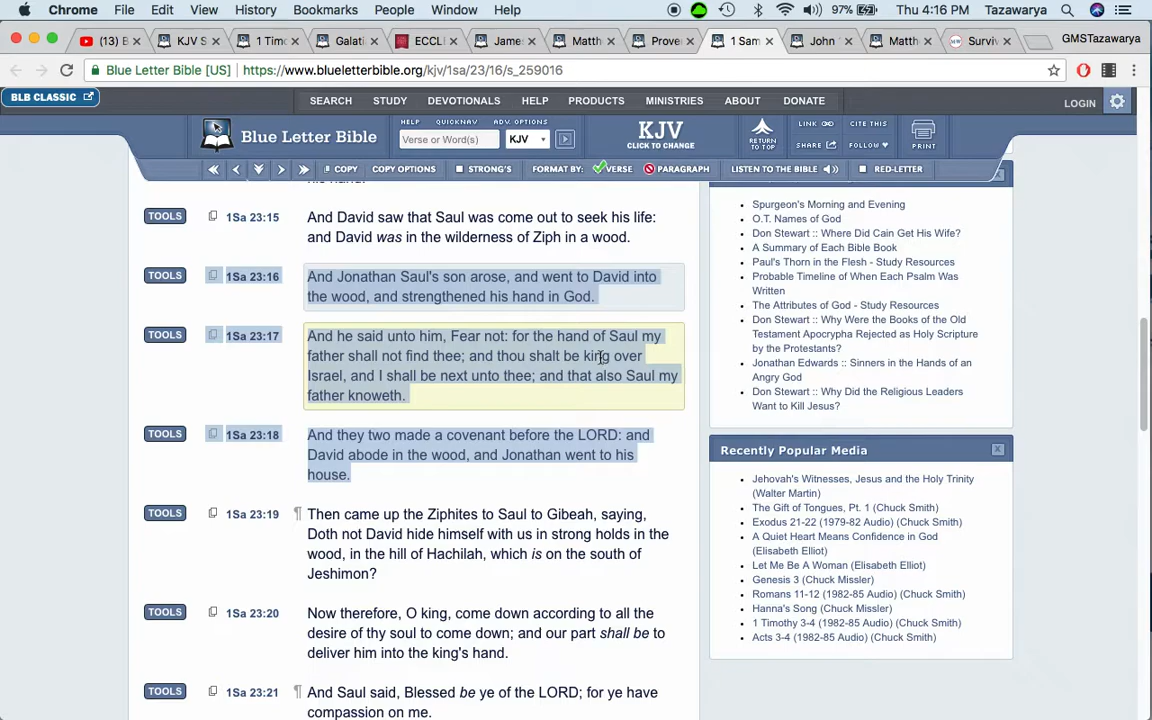 Chrome File Edit View History Bookmarks People Window Help 97% Thu 4:16 PM Tazawarya
(13) B KJV S 1 Timo Galati ECCLE James Matth Prover 1 Sam John Matth Surviv GMSTazawarya
Blue Letter Bible [US] https://www.blueletterbible.org/kjv/1sa/23/16/s_259016
BLB CLASSIC SEARCH STUDY DEVOTIONALS HELP PRODUCTS MINISTRIES ABOUT DONATE LOGIN
HELP QUICKNAV ADV. OPTIONS
Blue Letter Bible Verse or Word(s) KJV
KJV
CLICK TO CHANGE
RETURN
TO TOP
LINK CITE THIS
SHARE FOLLOW PRINT
COPY COPY OPTIONS STRONG'S FORMAT BY: VERSE PARAGRAPH LISTEN TO THE BIBLE RED-LETTER
his hand.
TOOLS 1Sa 23:15 And David saw that Saul was come out to seek his life:
and David was in the wilderness of Ziph in a wood.
TOOLS 1Sa 23:16 And Jonathan Saul's son arose, and went to David into
the wood, and strengthened his hand in God.
TOOLS 1Sa 23:17 And he said unto him, Fear not: for the hand of Saul my
father shall not find thee; and thou shalt be king over
Israel, and I shall be next unto thee; and that also Saul my
father knoweth.
TOOLS 1Sa 23:18 And they two made a covenant before the LORD: and
David abode in the wood, and Jonathan went to his
house.
TOOLS 1Sa 23:19 ¶ Then came up the Ziphites to Saul to Gibeah, saying,
Doth not David hide himself with us in strong holds in the
wood, in the hill of Hachilah, which is on the south of
Jeshimon?
TOOLS 1Sa 23:20 Now therefore, O king, come down according to all the
desire of thy soul to come down; and our part shall be to
deliver him into the king's hand.
TOOLS 1Sa 23:21 ¶ And Saul said, Blessed be ye of the LORD; for ye have
compassion on me.
Spurgeon's Morning and Evening
O.T. Names of God
Don Stewart :: Where Did Cain Get His Wife?
A Summary of Each Bible Book
Paul's Thorn in the Flesh - Study Resources
Probable Timeline of When Each Psalm Was
Written
The Attributes of God - Study Resources
Don Stewart :: Why Were the Books of the Old
Testament Apocrypha Rejected as Holy Scripture
by the Protestants?
Jonathan Edwards :: Sinners in the Hands of an
Angry God
Don Stewart :: Why Did the Religious Leaders
Want to Kill Jesus?
Recently Popular Media
Jehovah's Witnesses, Jesus and the Holy Trinity
(Walter Martin)
The Gift of Tongues, Pt. 1 (Chuck Smith)
Exodus 21-22 (1979-82 Audio) (Chuck Smith)
A Quiet Heart Means Confidence in God
(Elisabeth Elliot)
Let Me Be A Woman (Elisabeth Elliot)
Genesis 3 (Chuck Missler)
Romans 11-12 (1982-85 Audio) (Chuck Smith)
Hanna's Song (Chuck Missler)
1 Timothy 3-4 (1982-85 Audio) (Chuck Smith)
Acts 3-4 (1982-85 Audio) (Chuck Smith)